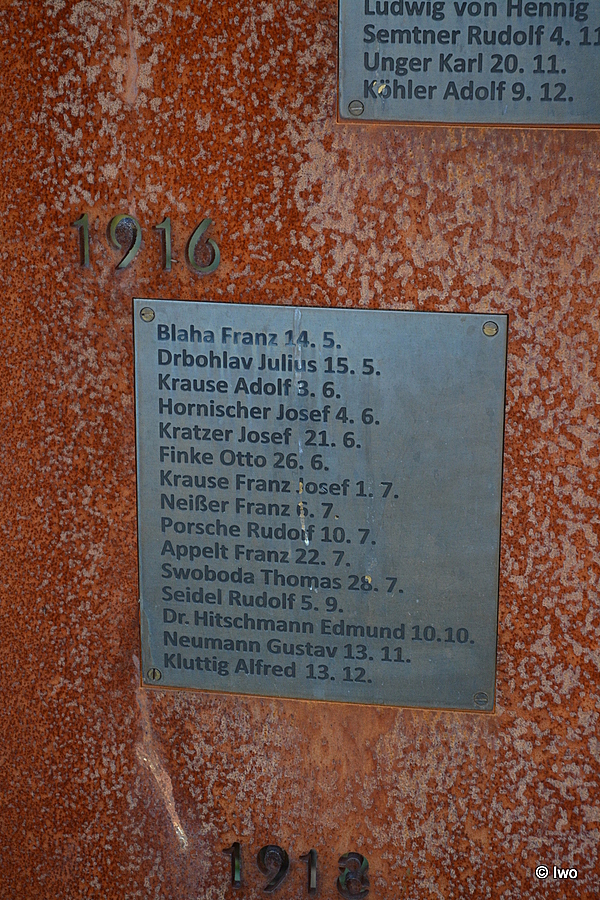 Ludwig von Hennig
Semtner Rudolf 4. 11
Unger Karl 20. 11.
Köhler Adolf 9. 12.
1916
Blaha Franz 14. 5.
Drbohlav Julius 15. 5.
Krause Adolf 3. 6.
Hornischer Josef 4. 6.
Kratzer Josef 21. 6.
Finke Otto 26. 6.
Krause Franz Josef 1. 7.
Neißer Franz 6. 7.
Porsche Rudolf 10. 7.
Appelt Franz 22. 7.
Swoboda Thomas 28. 7.
Seidel Rudolf 5. 9.
Dr. Hitschmann Edmund 10.10.
Neumann Gustav 13. 11.
Kluttig Alfred 13. 12.
1918
© Iwo